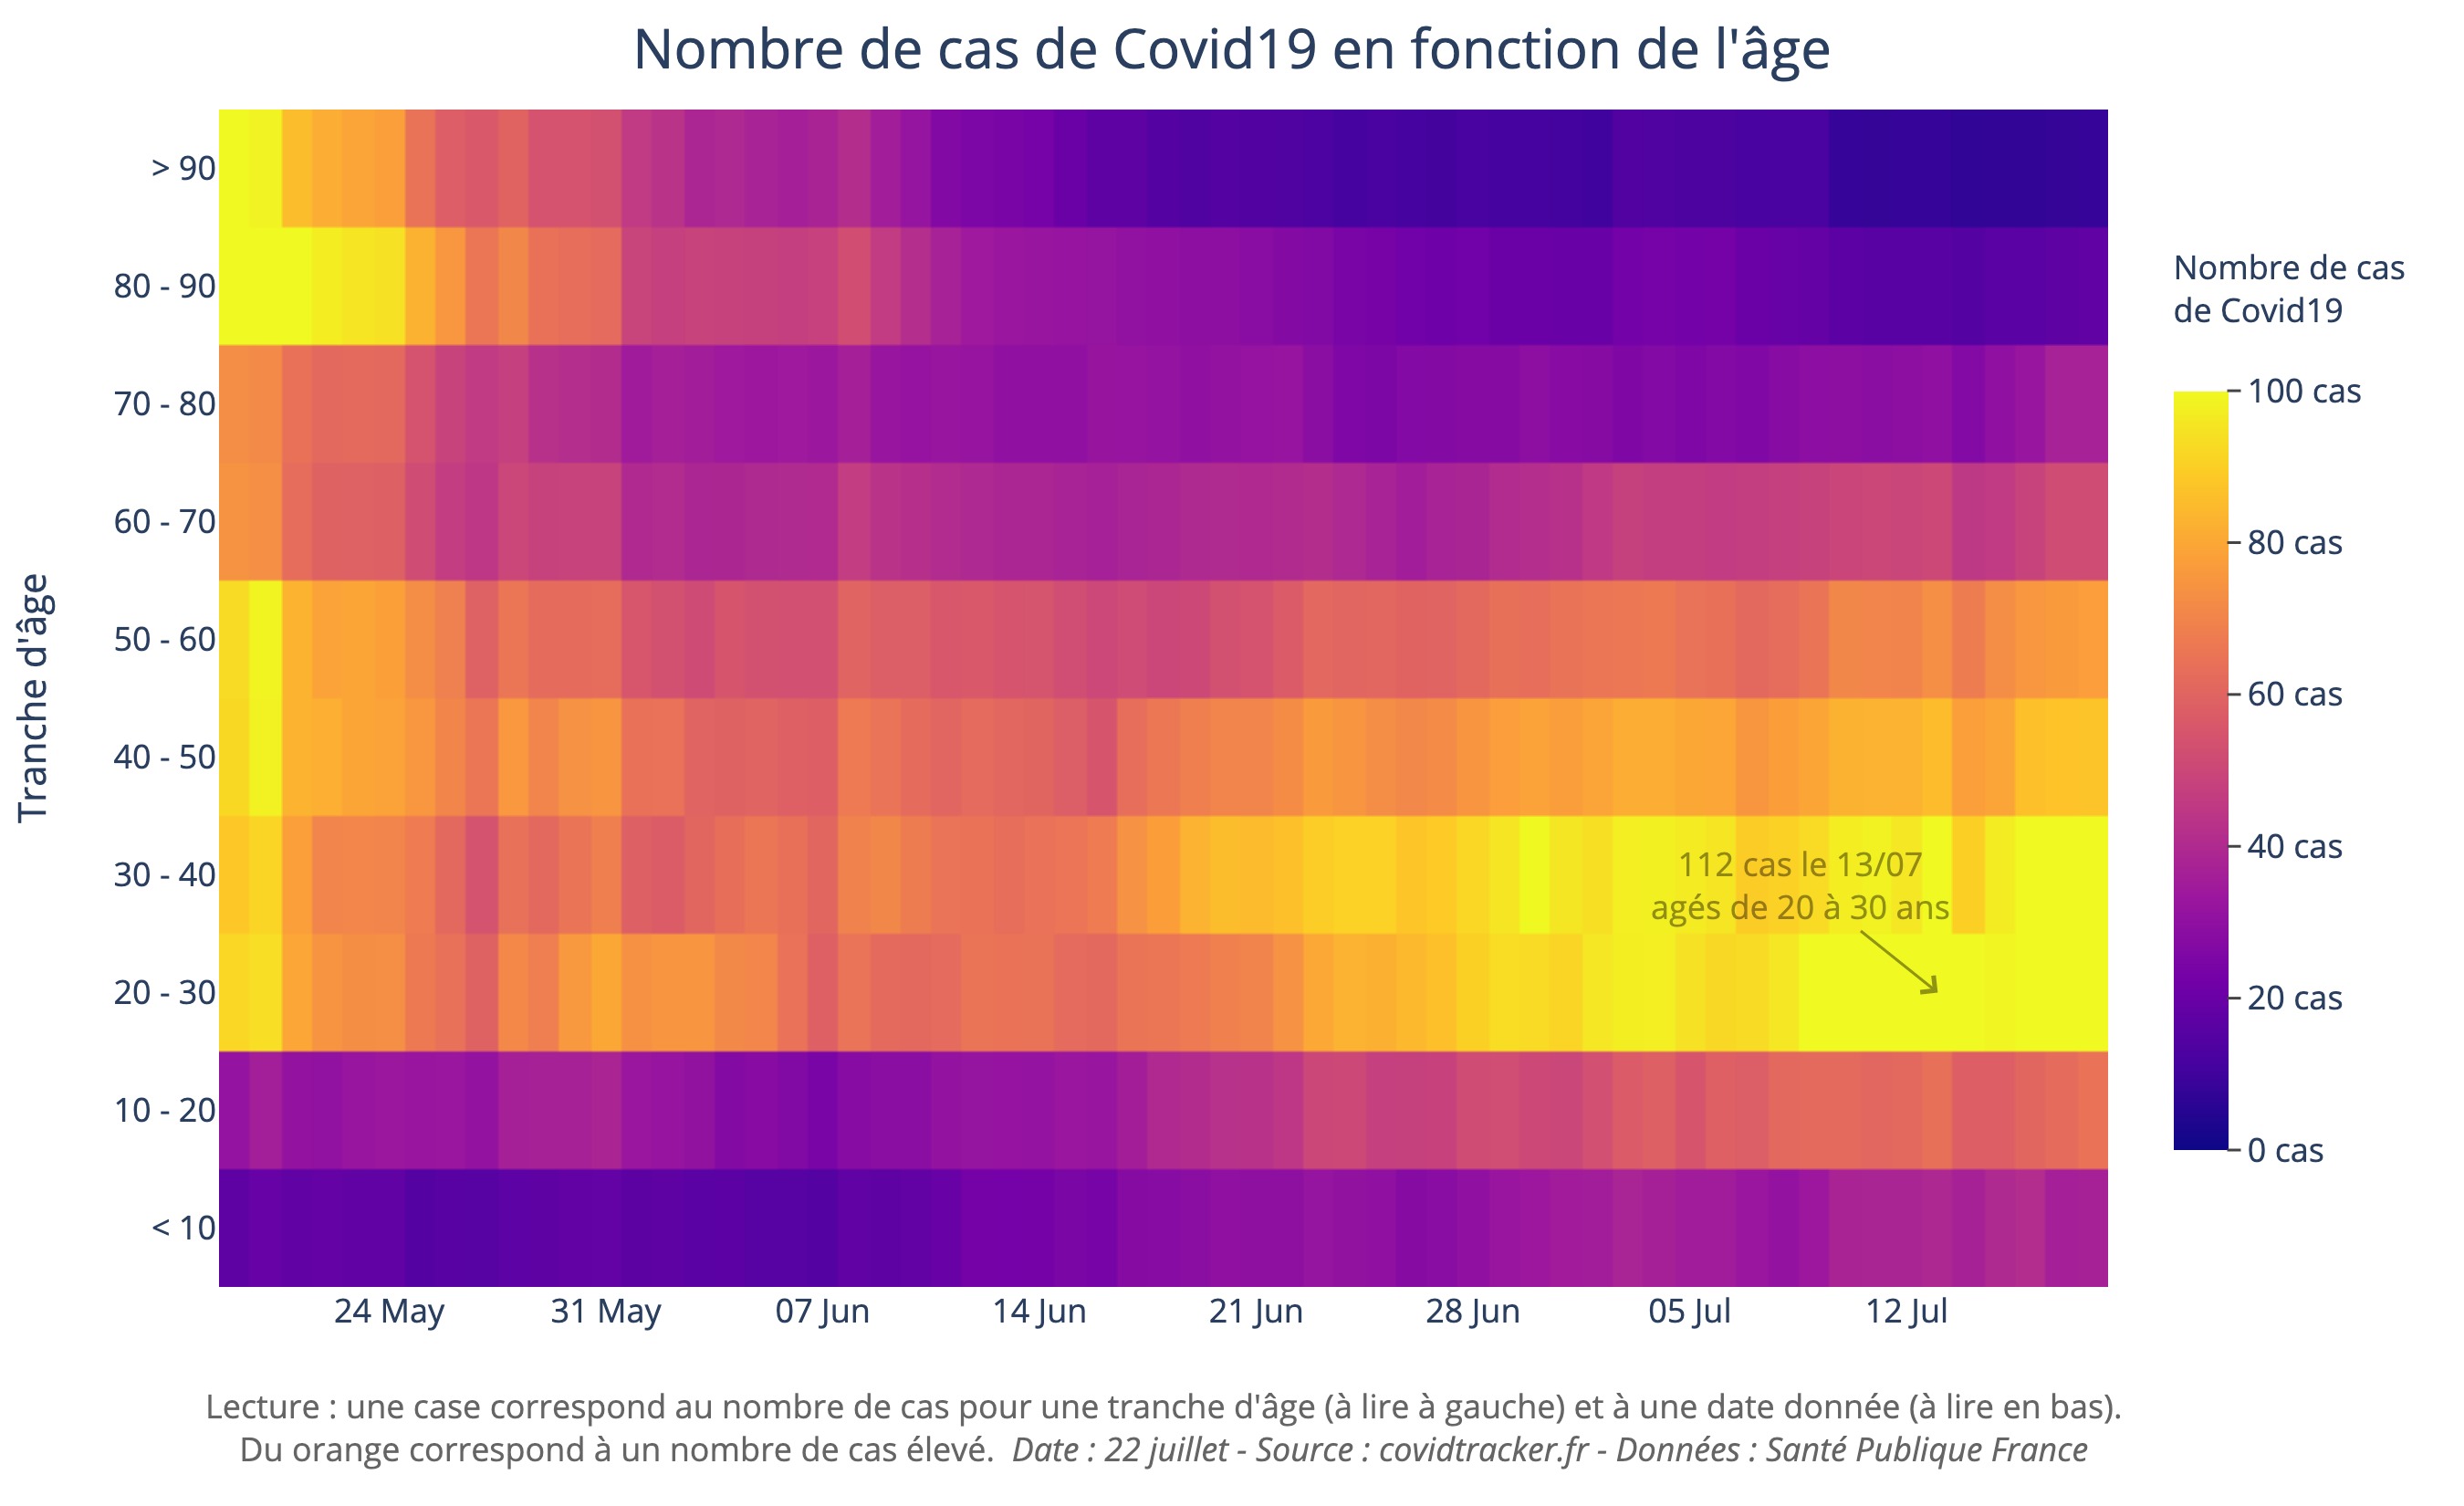 Nombre de cas de Covid19 en fonction de l'âge
Tranche d'âge
> 90
80 - 90
70 - 80
60 - 70
50 - 60
40 - 50
30 - 40
20 - 30
10 - 20
< 10
112 cas le 13/07
agés de 20 à 30 ans
24 May
31 May
07 Jun
14 Jun
21 Jun
28 Jun
05 Jul
12 Jul
Nombre de cas
de Covid19
100 cas
80 cas
60 cas
40 cas
20 cas
0 cas
Lecture : une case correspond au nombre de cas pour une tranche d'âge (à lire à gauche) et à une date donnée (à lire en bas).
Du orange correspond à un nombre de cas élevé. Date : 22 juillet - Source : covidtracker.fr - Données : Santé Publique France